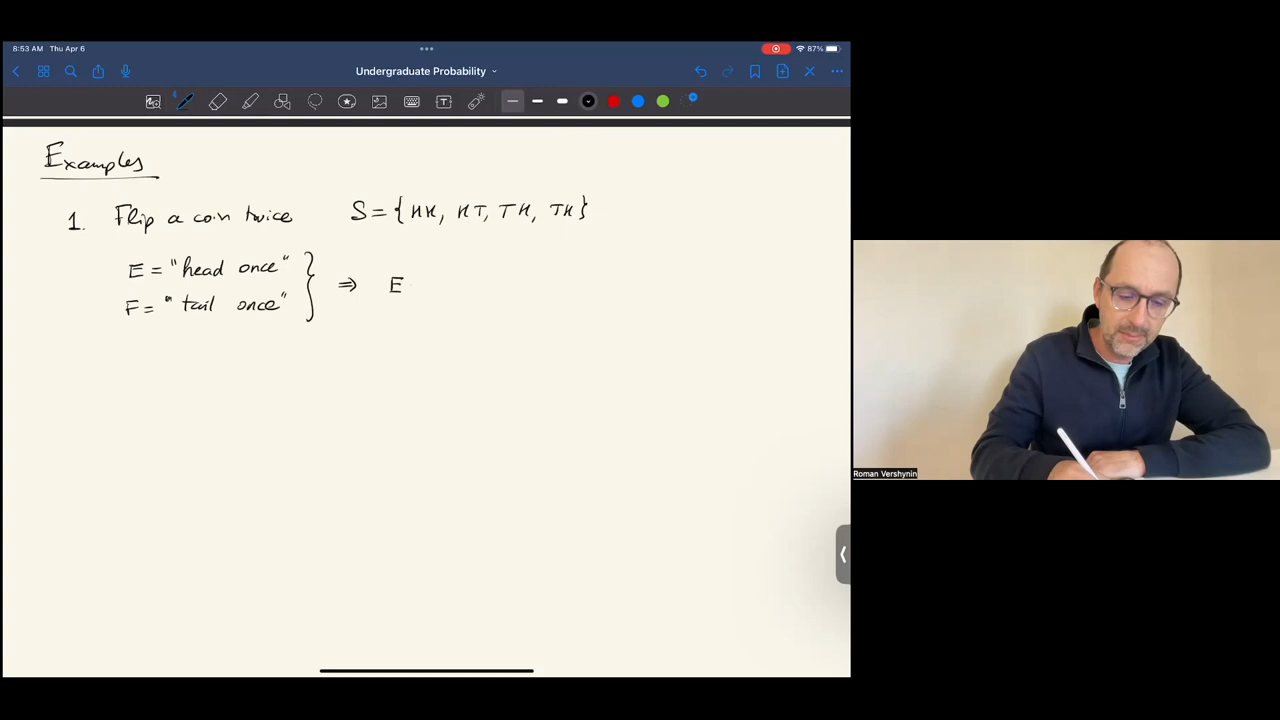 8:53 AM Thu Apr 6
87%
Undergraduate Probability
Examples
1. Flip a coin twice S = {HH, HT, TH, TH}
E = "head once"
F = "tail once"
} ⇒ E
Roman Vershynin